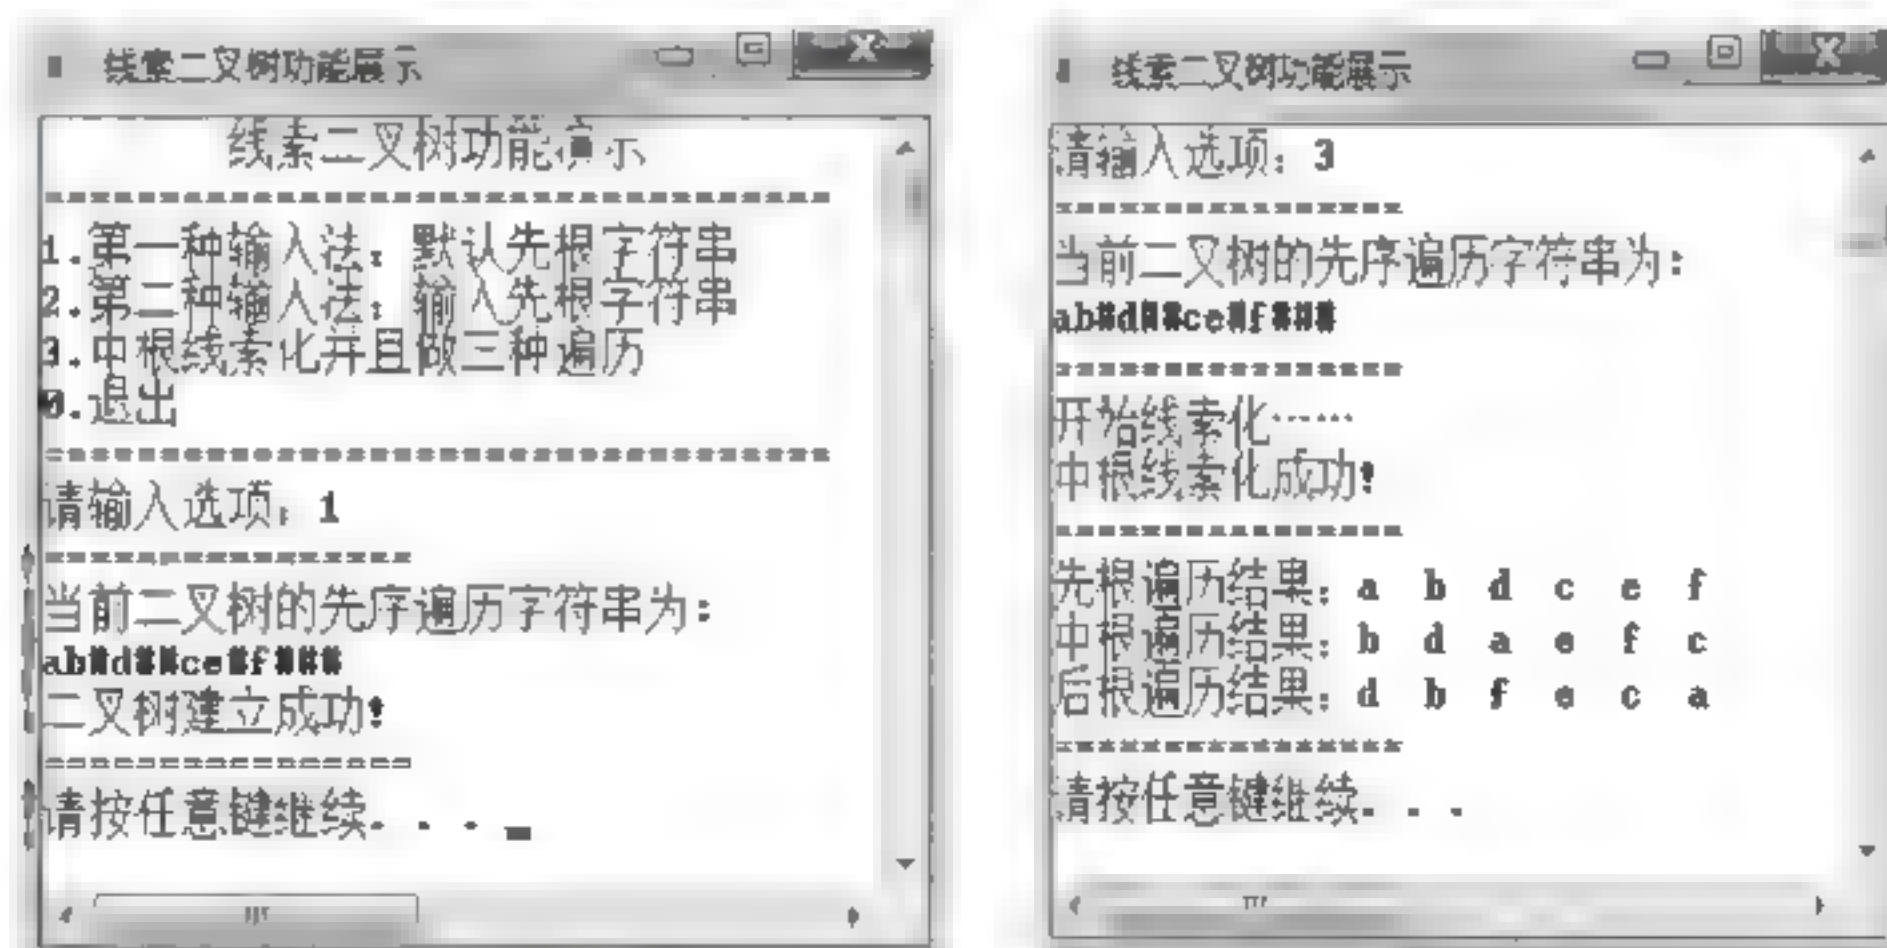 线索二叉树功能展示
线索二叉树功能演示
1.第一种输入法：默认先根字符串
2.第二种输入法：输入先根字符串
3.中根线索化并且做三种遍历
0.退出
请输入选项：1
当前二叉树的先序遍历字符串为：
ab#d##ce#f###
二叉树建立成功！
请按任意键继续. . .
线索二叉树功能展示
请输入选项：3
当前二叉树的先序遍历字符串为：
ab#d##ce#f###
开始线索化……
中根线索化成功！
先根遍历结果：a b d c e f
中根遍历结果：b d a e f c
后根遍历结果：d b f e c a
请按任意键继续. . .